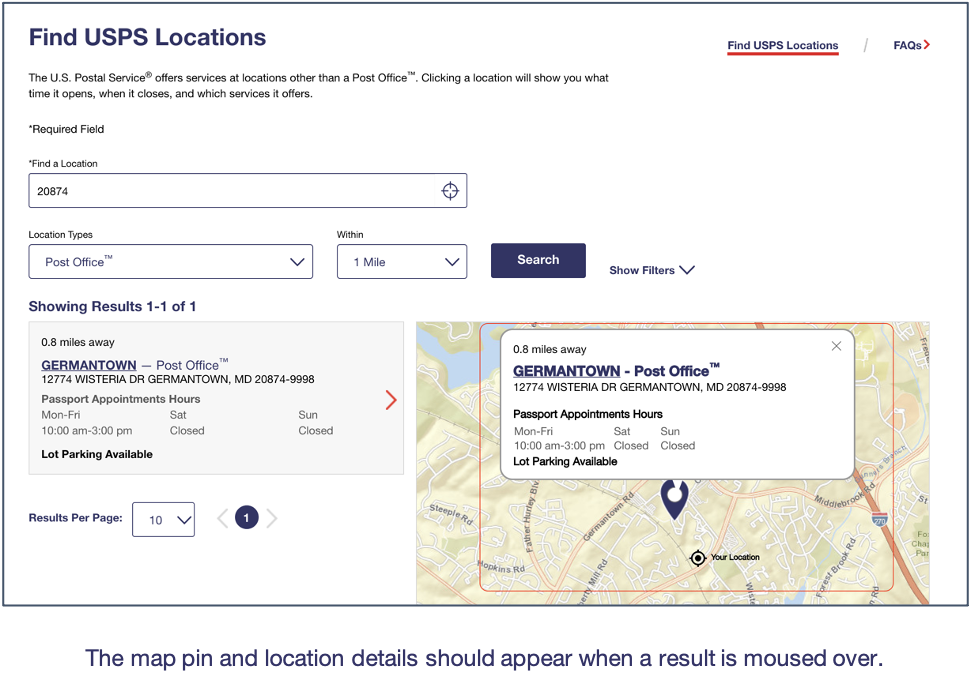 Find USPS Locations
Find USPS Locations / FAQs
The U.S. Postal Service® offers services at locations other than a Post Office™. Clicking a location will show you what
time it opens, when it closes, and which services it offers.
*Required Field
*Find a Location
20874
Location Types
Within
Post Office™
1 Mile
Search
Show Filters
Showing Results 1-1 of 1
0.8 miles away
GERMANTOWN — Post Office™
12774 WISTERIA DR GERMANTOWN, MD 20874-9998
Passport Appointments Hours
Mon-Fri Sat Sun
10:00 am-3:00 pm Closed Closed
Lot Parking Available
Results Per Page: 10 1
0.8 miles away
GERMANTOWN - Post Office™
12774 WISTERIA DR GERMANTOWN, MD 20874-9998
Passport Appointments Hours
Mon-Fri Sat Sun
10:00 am-3:00 pm Closed Closed
Lot Parking Available
Steeple Rd
Father Hurley Blv
Germantown Rd
Middlebrook Rd
270
Hopkins Rd
Your Location
Forest Brook Rd
The map pin and location details should appear when a result is moused over.